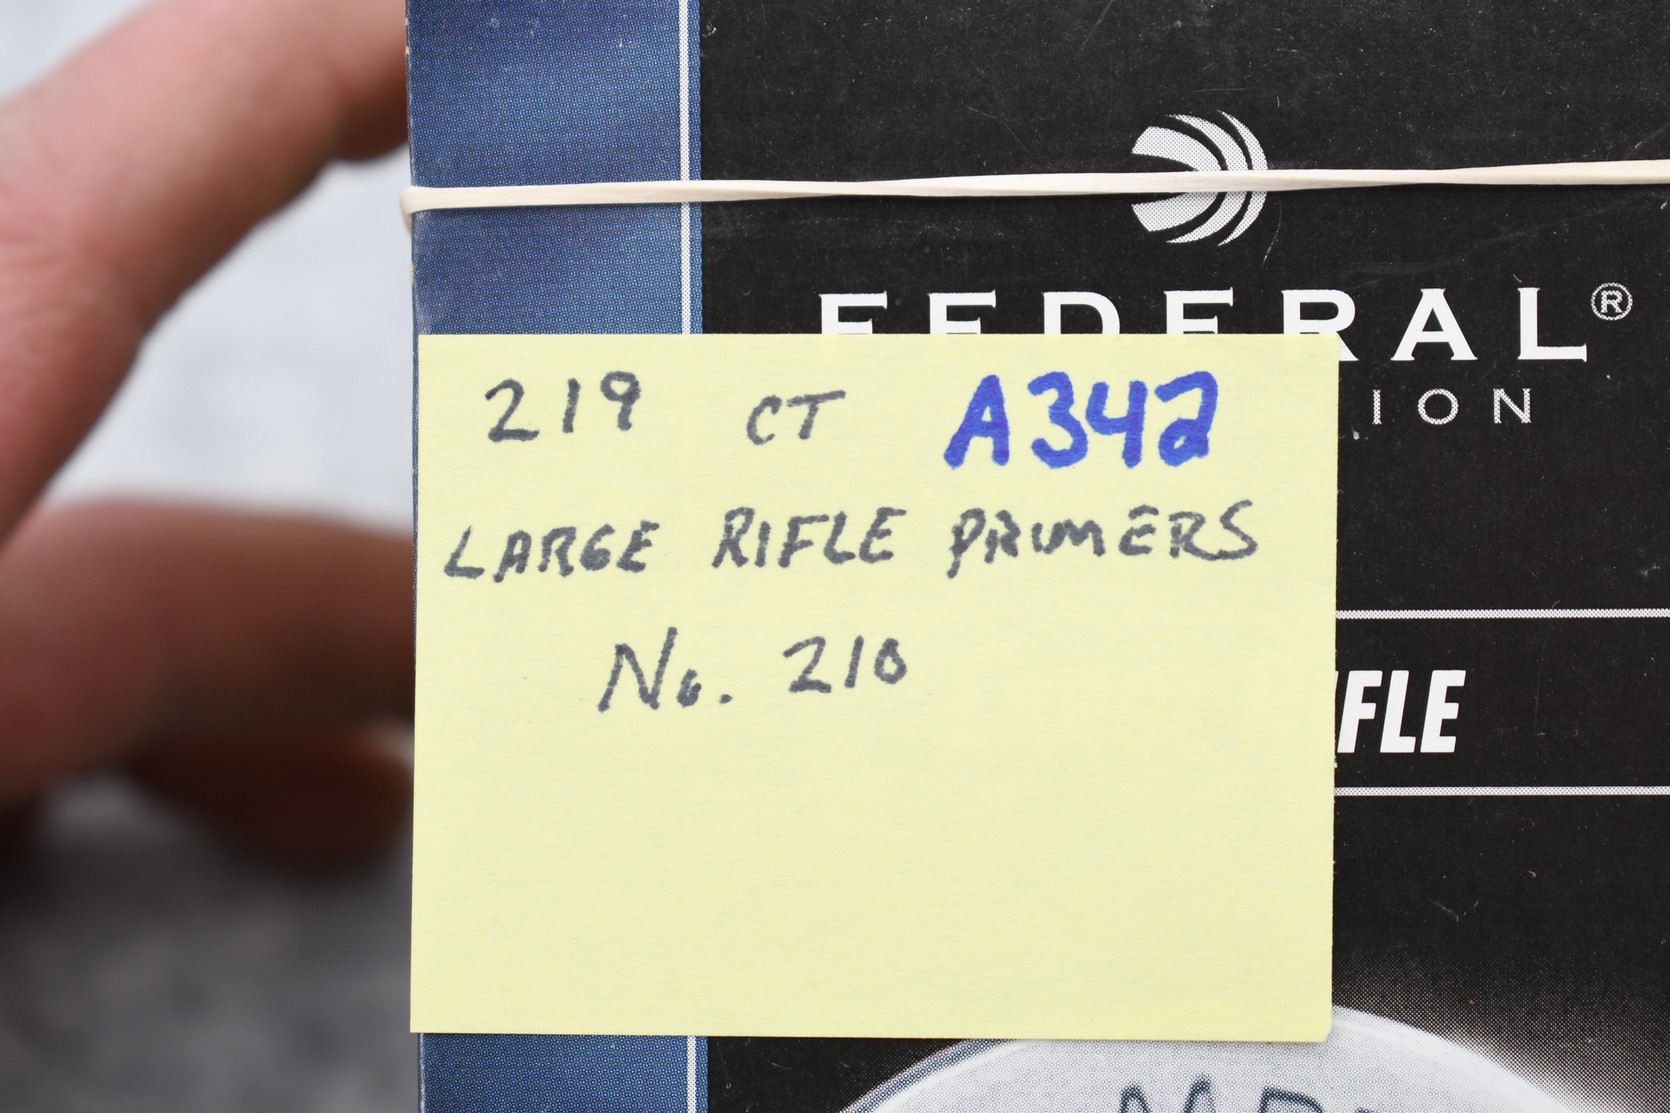 FEDERAL®
ION
219 CT A342
LARGE RIFLE PRIMERS
No. 210
IFLE